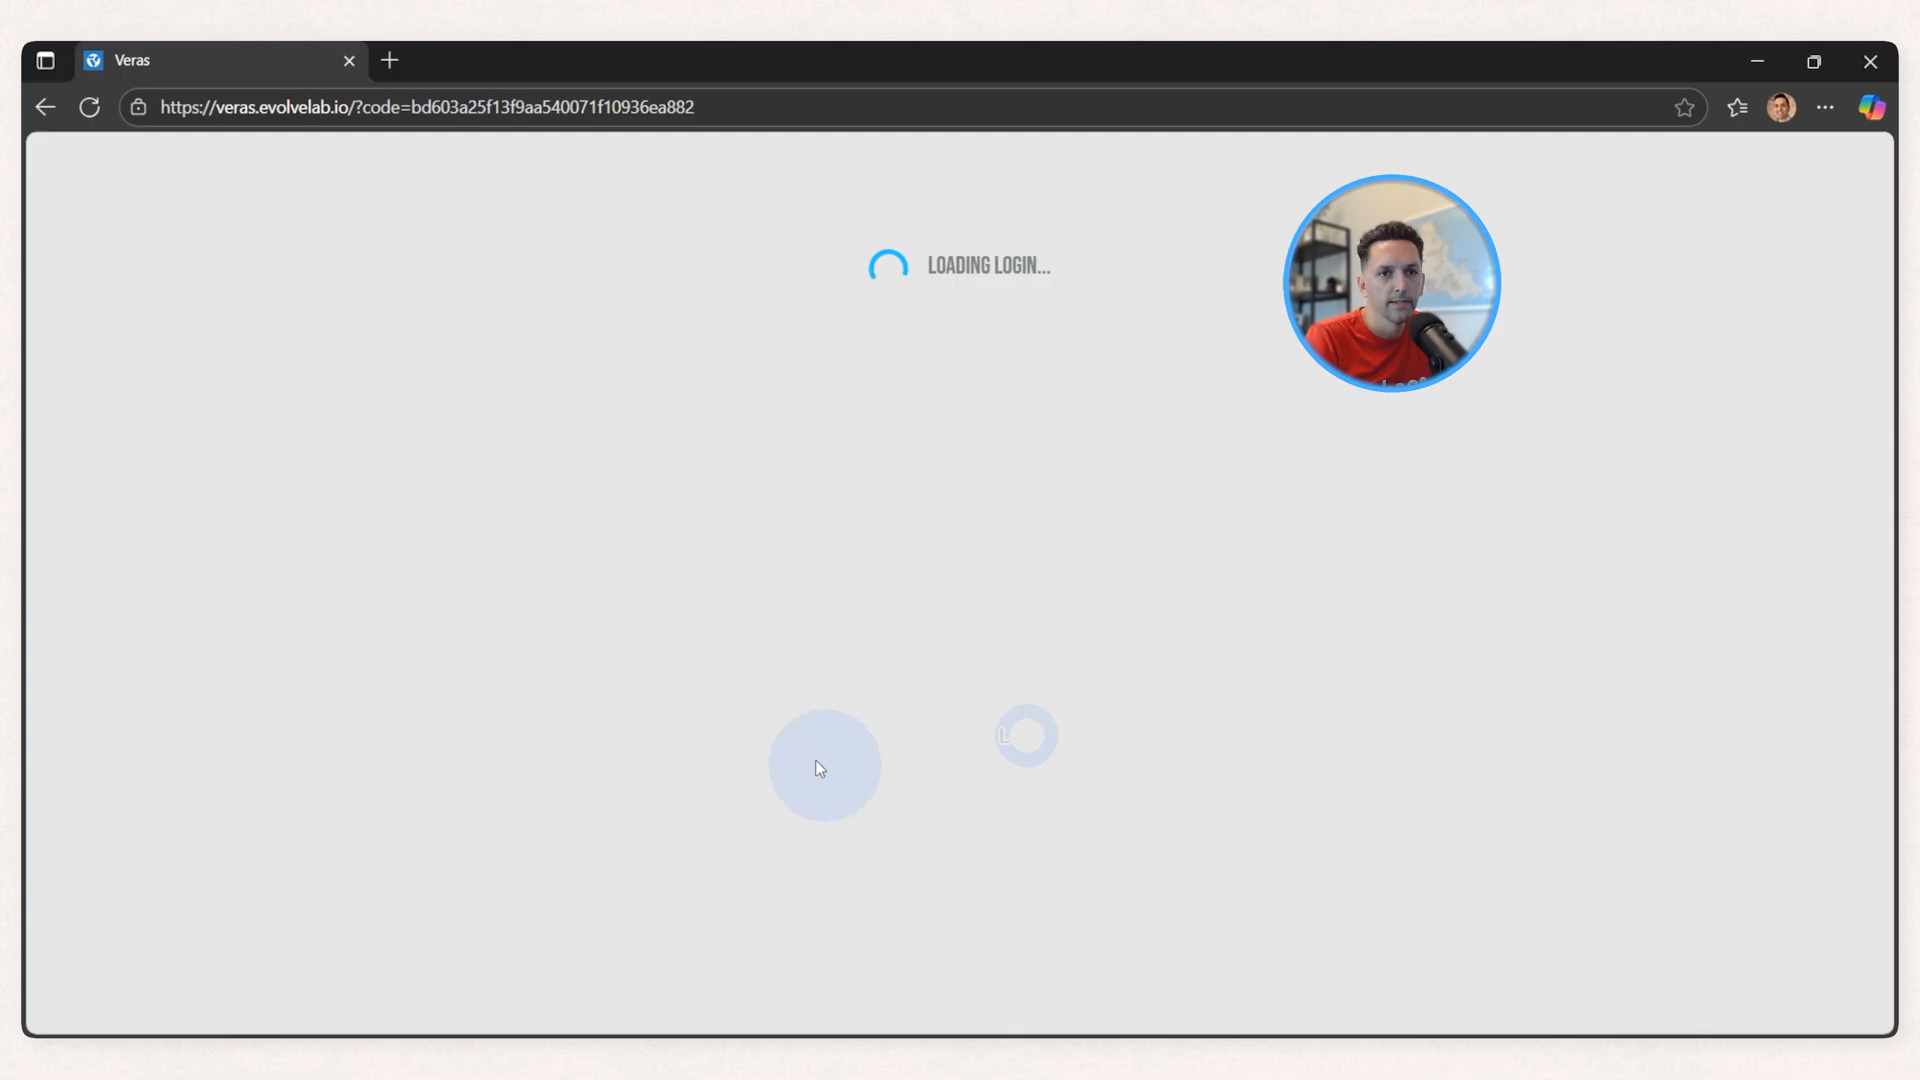 Veras
https://veras.evolvelab.io/?code=bd603a25f13f9aa540071f10936ea882
LOADING LOGIN...
L